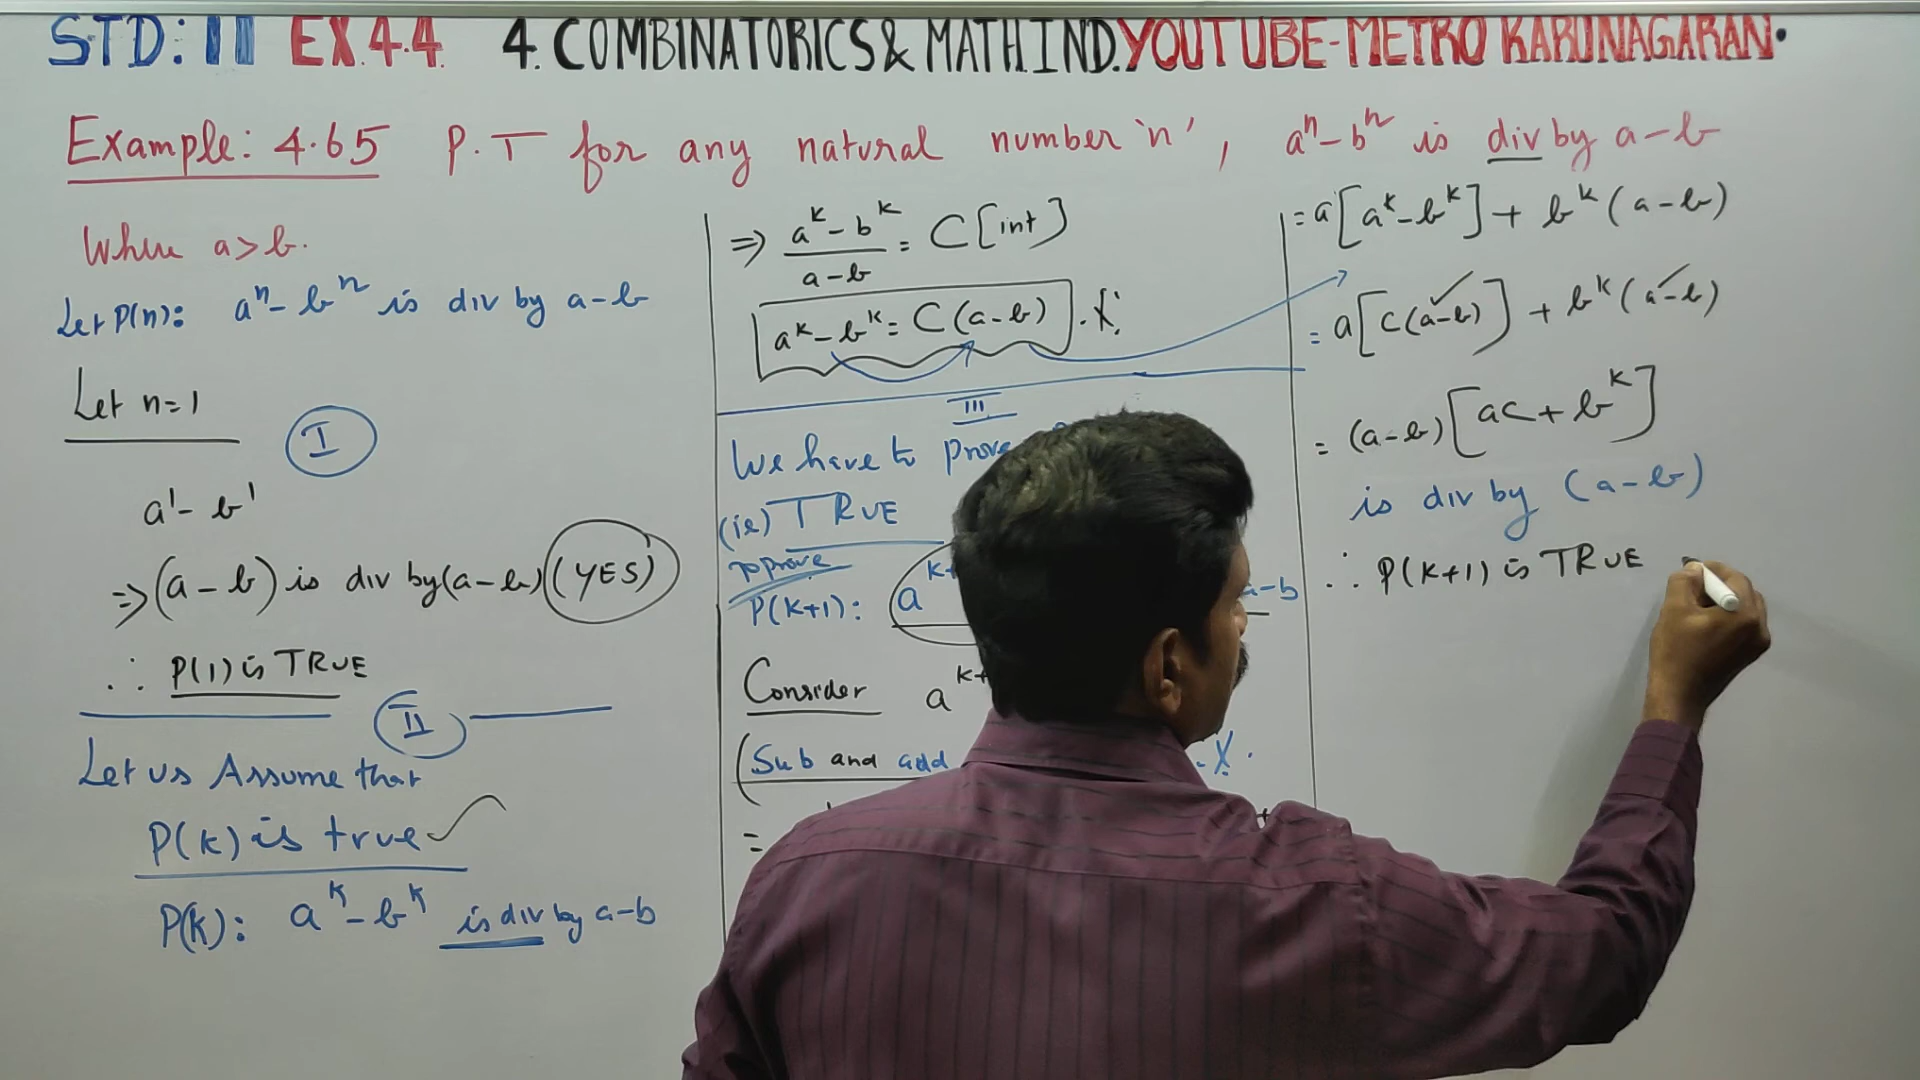 STD: 11 EX.4.4 4. COMBINATORICS & MATH IND. YOUTUBE-METRO KARUNAGARAN.
Example: 4.65 P.T for any natural number 'n', aⁿ-bⁿ is div by a-b
Where a>b.
Let P(n): aⁿ-bⁿ is div by a-b
Let n=1
I
a¹-b¹
⇒(a-b) is div by (a-b) (YES)
∴ P(1) is TRUE
II
Let us Assume that
P(k) is true ✓
P(k): aᵏ-bᵏ is div by a-b
⇒ (aᵏ-bᵏ)/(a-b) = C [int]
aᵏ-bᵏ = C(a-b)
III
We have to prove
(ie) TRUE
To prove
P(k+1): a a-b
Consider a
(Sub and add
=
= a[aᵏ-bᵏ] + bᵏ(a-b)
= a[C(a-b)] + bᵏ(a-b)
= (a-b)[ac+bᵏ]
is div by (a-b)
∴ P(k+1) is TRUE